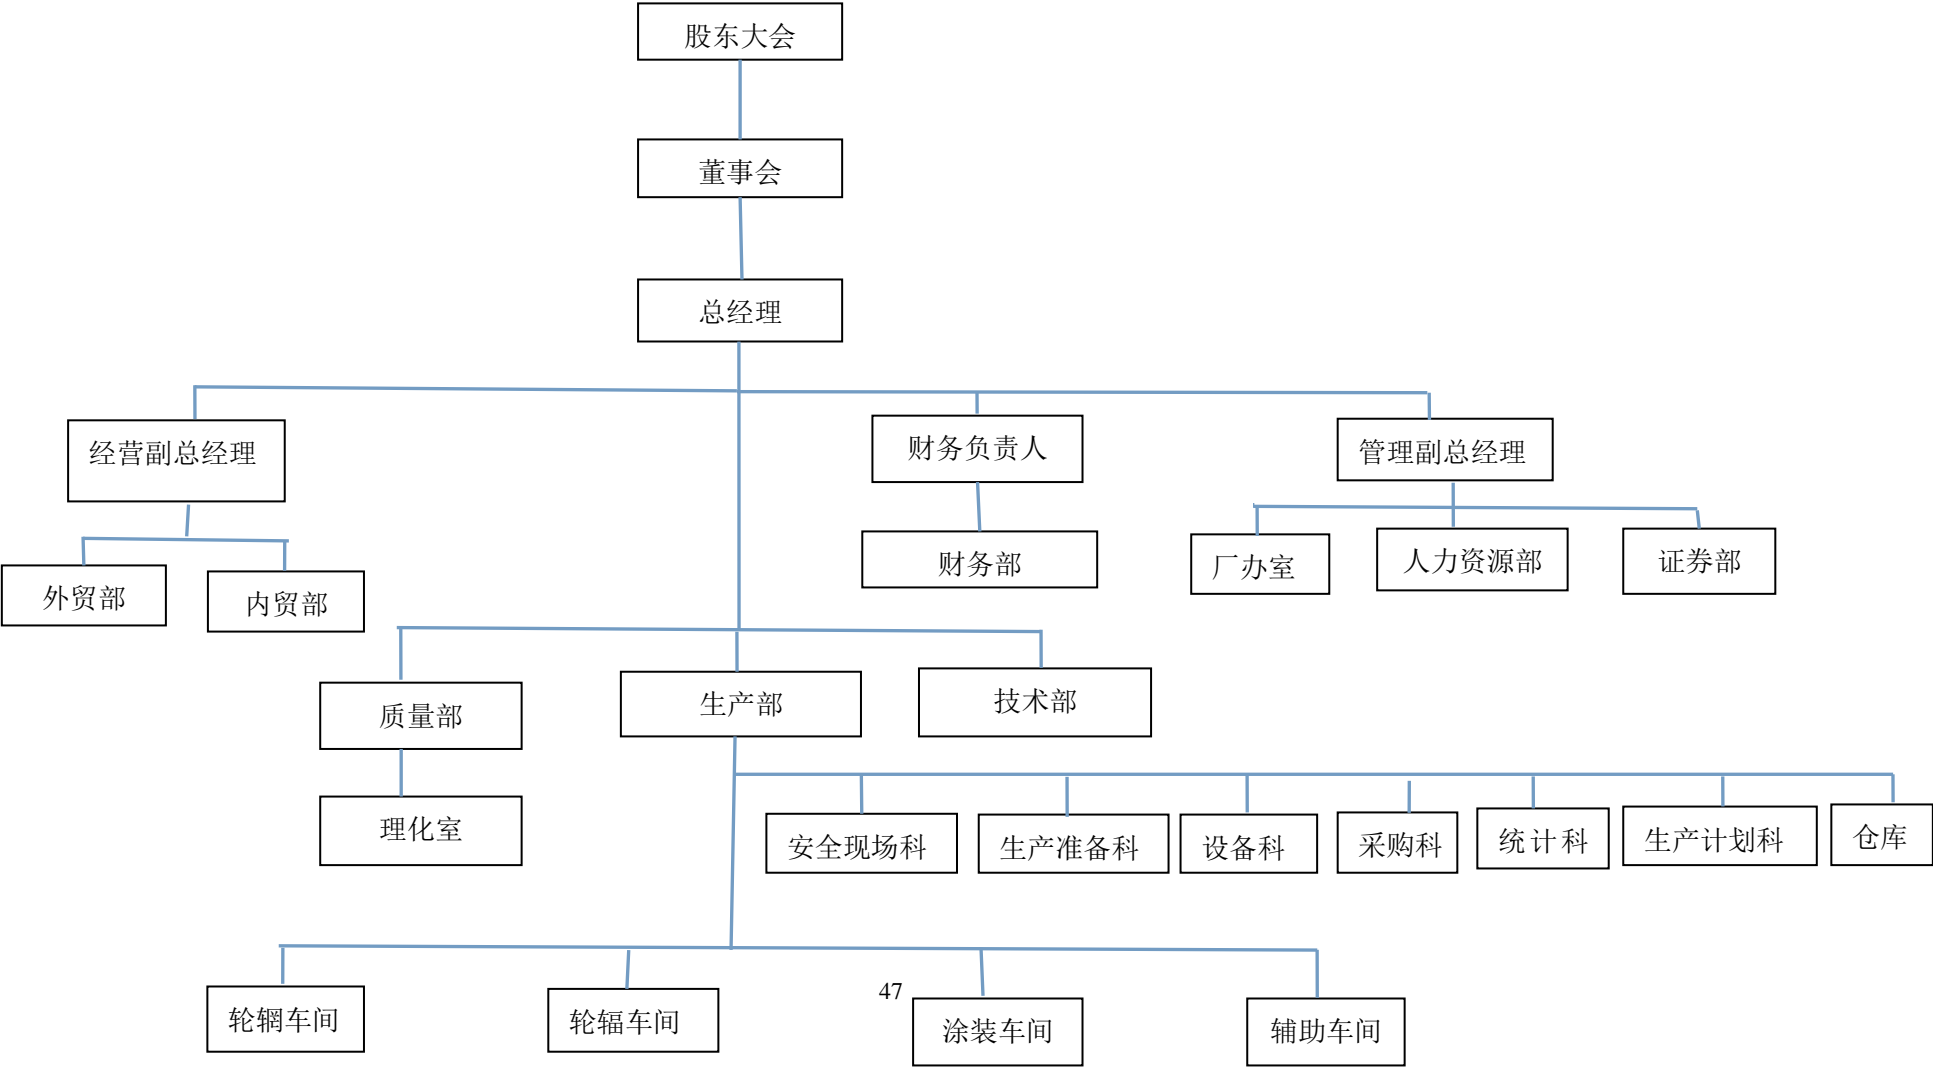 股东大会
董事会
总经理
经营副总经理
财务负责人
管理副总经理
外贸部
内贸部
财务部
厂办室
人力资源部
证券部
质量部
生产部
技术部
理化室
安全现场科
生产准备科
设备科
采购科
统计科
生产计划科
仓库
轮辋车间
轮辐车间
47
涂装车间
辅助车间